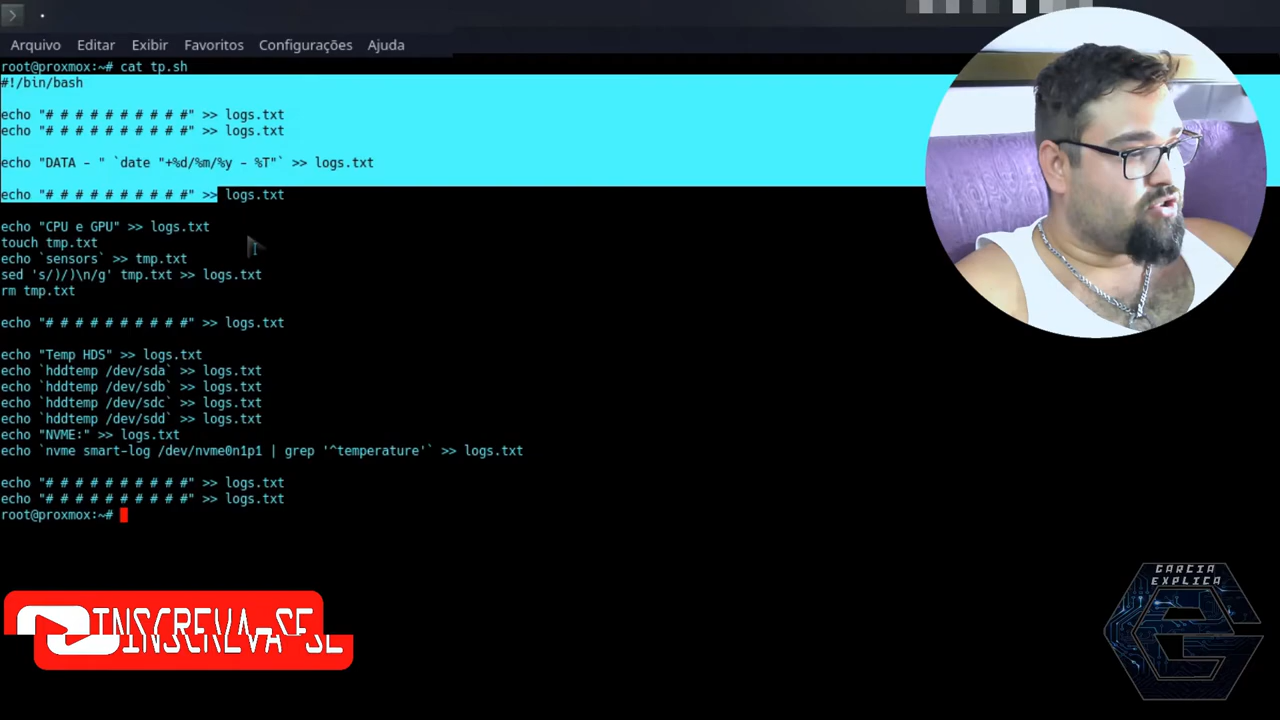 Arquivo Editar Exibir Favoritos Configurações Ajuda
root@proxmox:~# cat tp.sh
#!/bin/bash
echo "# # # # # # # # # #" >> logs.txt
echo "# # # # # # # # # #" >> logs.txt
echo "DATA - " `date "+%d/%m/%y - %T"` >> logs.txt
echo "# # # # # # # # # #" >> logs.txt
echo "CPU e GPU" >> logs.txt
touch tmp.txt
echo `sensors` >> tmp.txt
sed 's/)/)\n/g' tmp.txt >> logs.txt
rm tmp.txt
echo "# # # # # # # # # #" >> logs.txt
echo "Temp HDS" >> logs.txt
echo `hddtemp /dev/sda` >> logs.txt
echo `hddtemp /dev/sdb` >> logs.txt
echo `hddtemp /dev/sdc` >> logs.txt
echo `hddtemp /dev/sdd` >> logs.txt
echo "NVME:" >> logs.txt
echo `nvme smart-log /dev/nvme0n1p1 | grep '^temperature'` >> logs.txt
echo "# # # # # # # # # #" >> logs.txt
echo "# # # # # # # # # #" >> logs.txt
root@proxmox:~#
INSCREVA-SE
GARCIA
EXPLICA